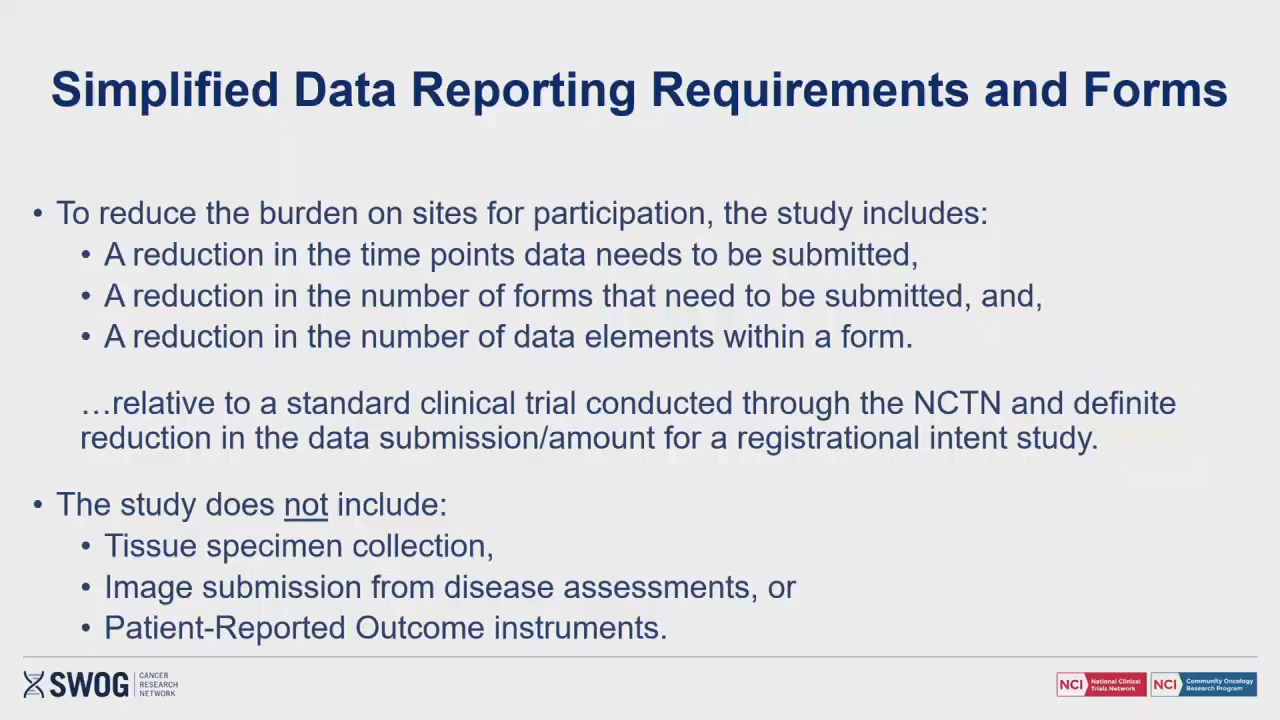 Simplified Data Reporting Requirements and Forms
• To reduce the burden on sites for participation, the study includes:
• A reduction in the time points data needs to be submitted,
• A reduction in the number of forms that need to be submitted, and,
• A reduction in the number of data elements within a form.
…relative to a standard clinical trial conducted through the NCTN and definite
reduction in the data submission/amount for a registrational intent study.
• The study does not include:
• Tissue specimen collection,
• Image submission from disease assessments, or
• Patient-Reported Outcome instruments.
SWOG
CANCER
RESEARCH
NETWORK
NCI
National Clinical
Trials Network
NCI
Community Oncology
Research Program